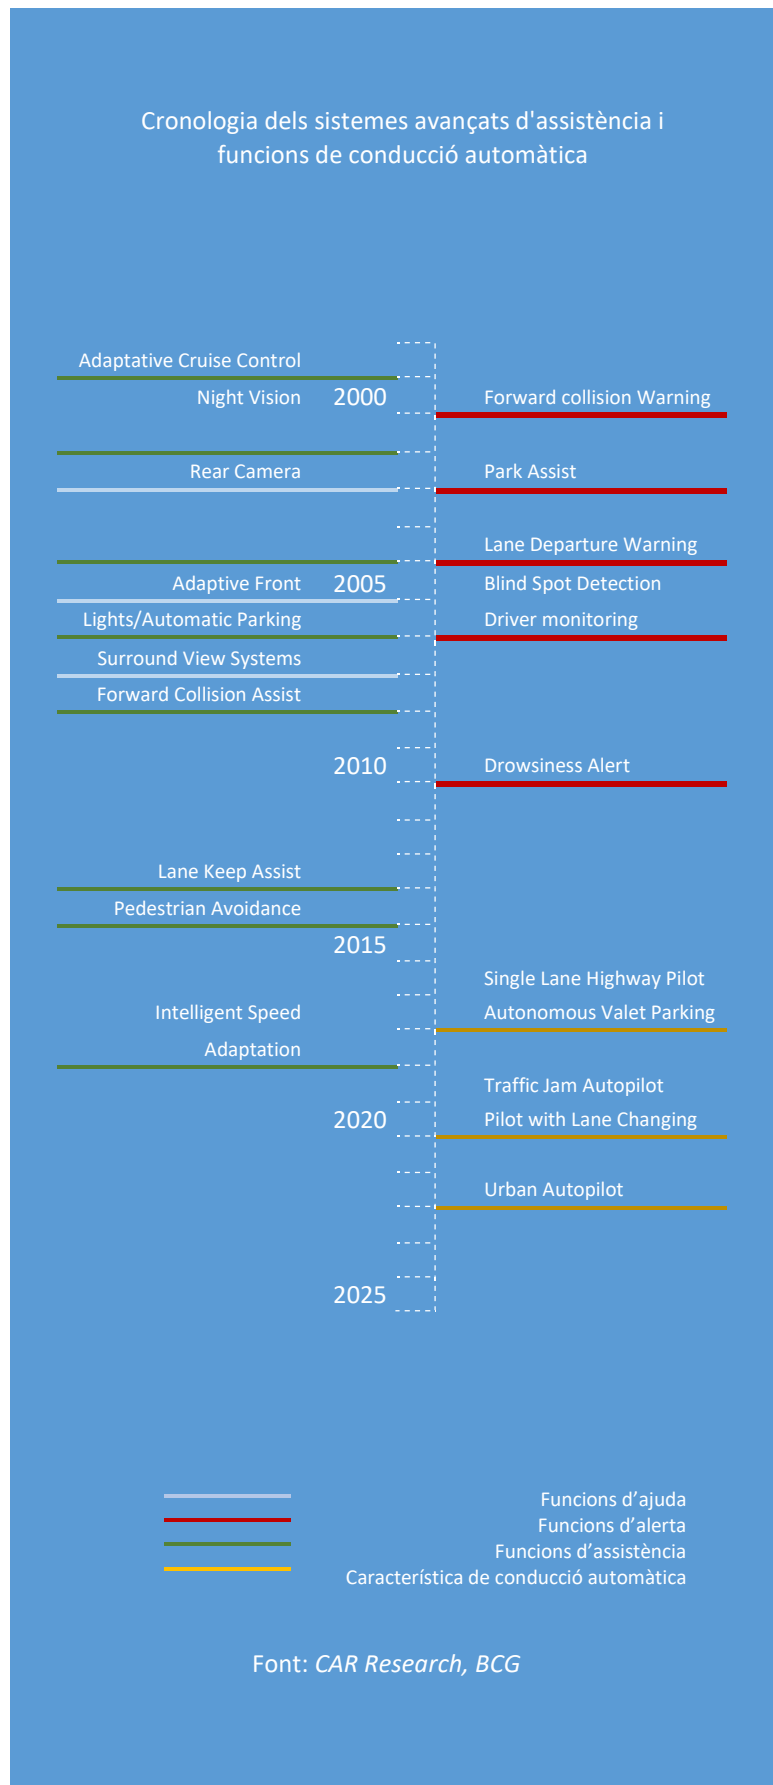 Cronologia dels sistemes avançats d'assistència i
funcions de conducció automàtica
Adaptative Cruise Control
Night Vision
2000
Forward collision Warning
Rear Camera
Park Assist
Lane Departure Warning
Adaptive Front
2005
Blind Spot Detection
Lights/Automatic Parking
Driver monitoring
Surround View Systems
Forward Collision Assist
2010
Drowsiness Alert
Lane Keep Assist
Pedestrian Avoidance
2015
Single Lane Highway Pilot
Intelligent Speed
Autonomous Valet Parking
Adaptation
Traffic Jam Autopilot
2020
Pilot with Lane Changing
Urban Autopilot
2025
Funcions d’ajuda
Funcions d’alerta
Funcions d’assistència
Característica de conducció automàtica
Font: CAR Research, BCG